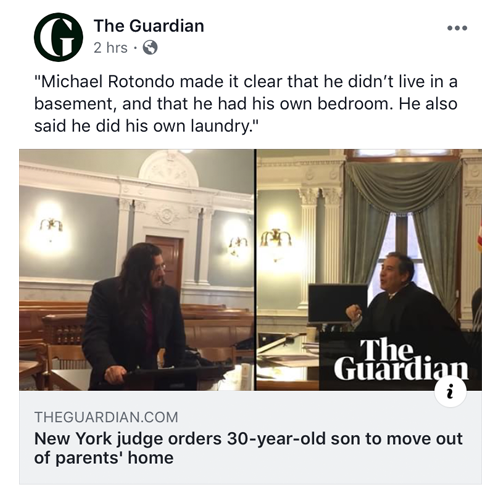 The Guardian
2 hrs ·
"Michael Rotondo made it clear that he didn't live in a
basement, and that he had his own bedroom. He also
said he did his own laundry."
The
Guardian
i
THEGUARDIAN.COM
New York judge orders 30-year-old son to move out
of parents' home